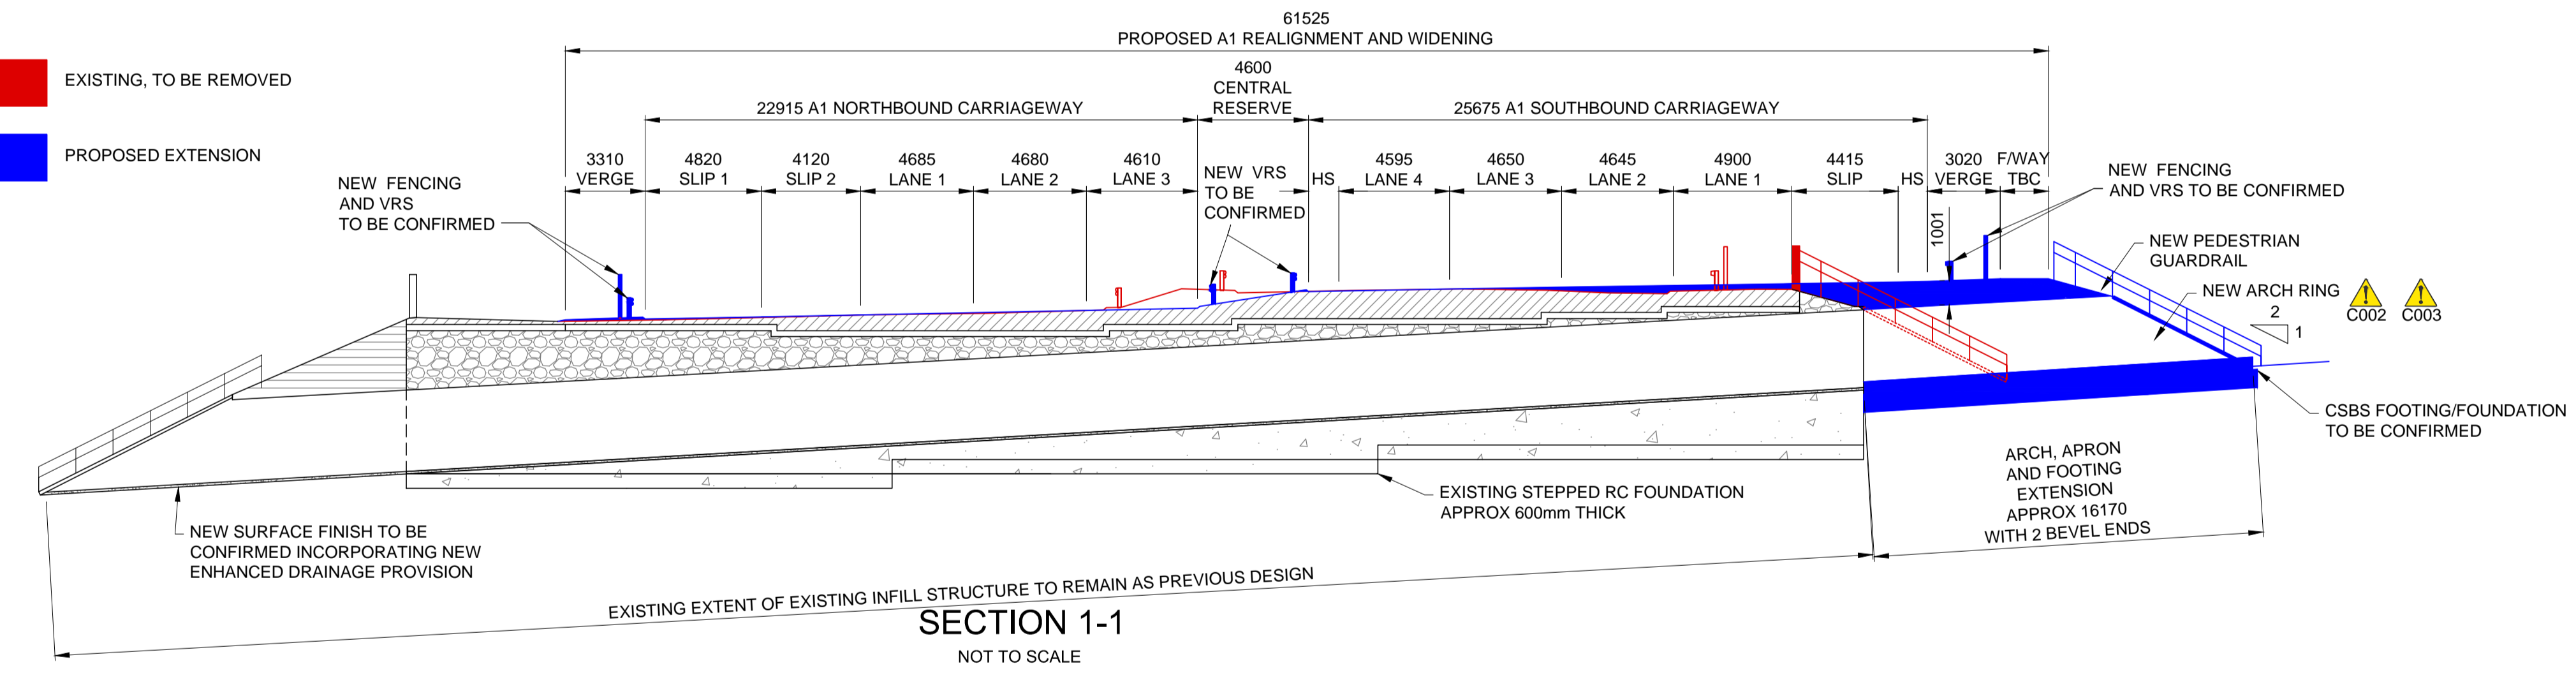 61525
PROPOSED A1 REALIGNMENT AND WIDENING
EXISTING, TO BE REMOVED
PROPOSED EXTENSION
4600
CENTRAL
RESERVE
22915 A1 NORTHBOUND CARRIAGEWAY
25675 A1 SOUTHBOUND CARRIAGEWAY
3310
VERGE
4820
SLIP 1
4120
SLIP 2
4685
LANE 1
4680
LANE 2
4610
LANE 3
NEW VRS
TO BE
CONFIRMED
HS
4595
LANE 4
4650
LANE 3
4645
LANE 2
4900
LANE 1
4415
SLIP
HS
3020
VERGE
F/WAY
TBC
NEW FENCING
AND VRS
TO BE CONFIRMED
NEW FENCING
AND VRS TO BE CONFIRMED
1001
NEW PEDESTRIAN
GUARDRAIL
NEW ARCH RING
2
1
!
C002
!
C003
CSBS FOOTING/FOUNDATION
TO BE CONFIRMED
ARCH, APRON
AND FOOTING
EXTENSION
APPROX 16170
WITH 2 BEVEL ENDS
EXISTING STEPPED RC FOUNDATION
APPROX 600mm THICK
NEW SURFACE FINISH TO BE
CONFIRMED INCORPORATING NEW
ENHANCED DRAINAGE PROVISION
EXISTING EXTENT OF EXISTING INFILL STRUCTURE TO REMAIN AS PREVIOUS DESIGN
SECTION 1-1
NOT TO SCALE